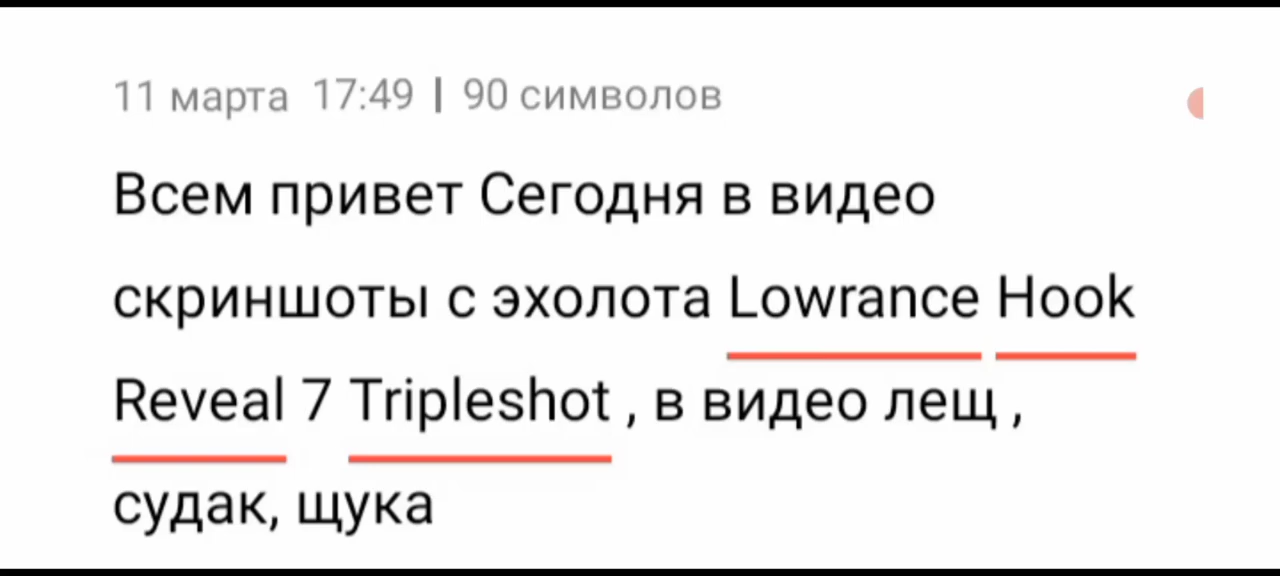 11 марта 17:49 | 90 символов
Всем привет Сегодня в видео
скриншоты с эхолота Lowrance Hook
Reveal 7 Tripleshot , в видео лещ ,
судак, щука